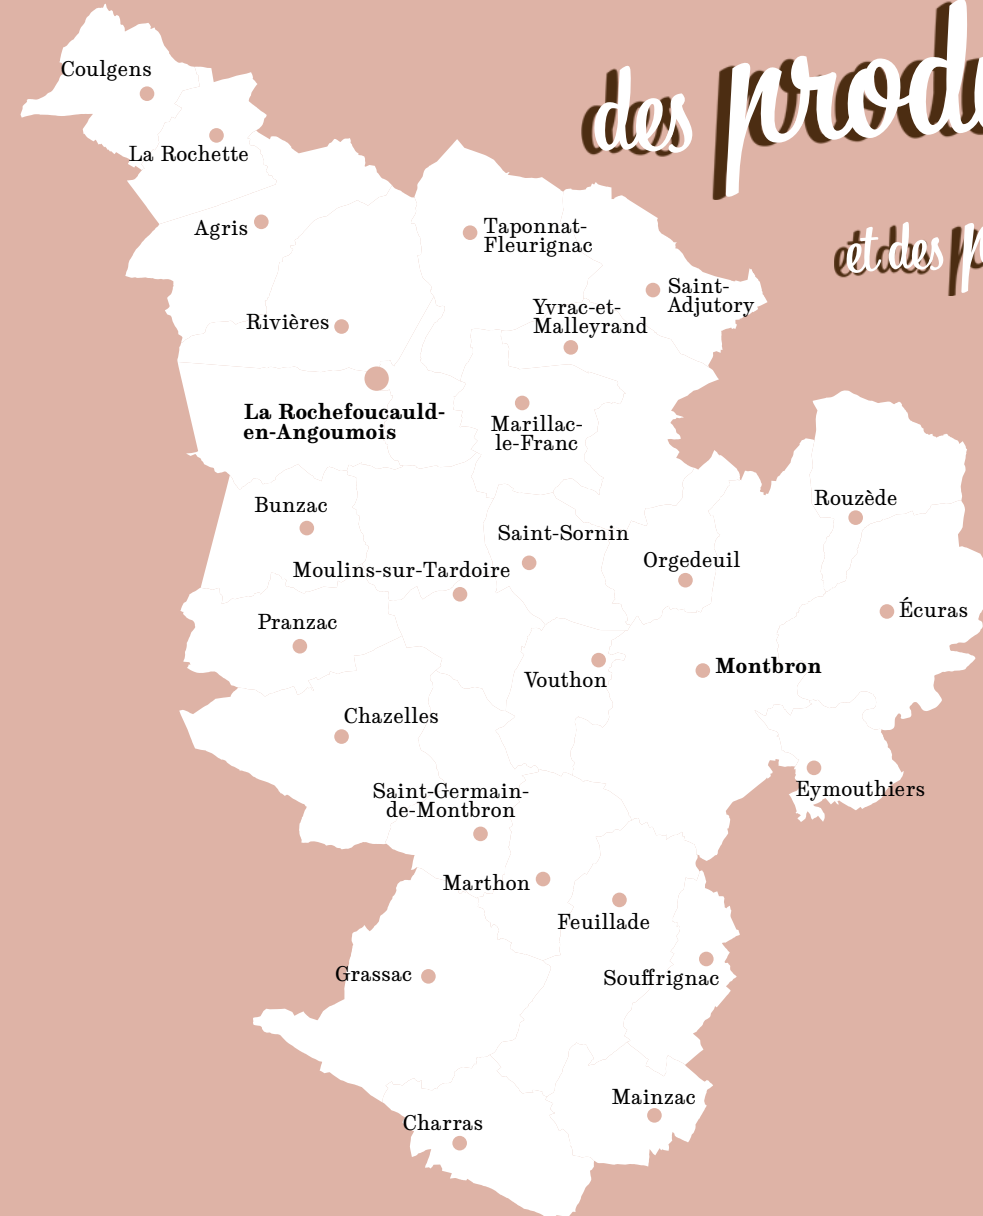 des
et des
Coulgens
La Rochette
Agris
Taponnat-
Fleurignac
Saint-
Adjutory
Yvrac-et-
Malleyrand
Rivières
La Rochefoucauld-
en-Angoumois
Marillac-
le-Franc
Rouzède
Bunzac
Saint-Sornin
Orgedeuil
Moulins-sur-Tardoire
Écuras
Pranzac
Montbron
Vouthon
Chazelles
Eymouthiers
Saint-Germain-
de-Montbron
Marthon
Feuillade
Grassac
Souffrignac
Mainzac
Charras